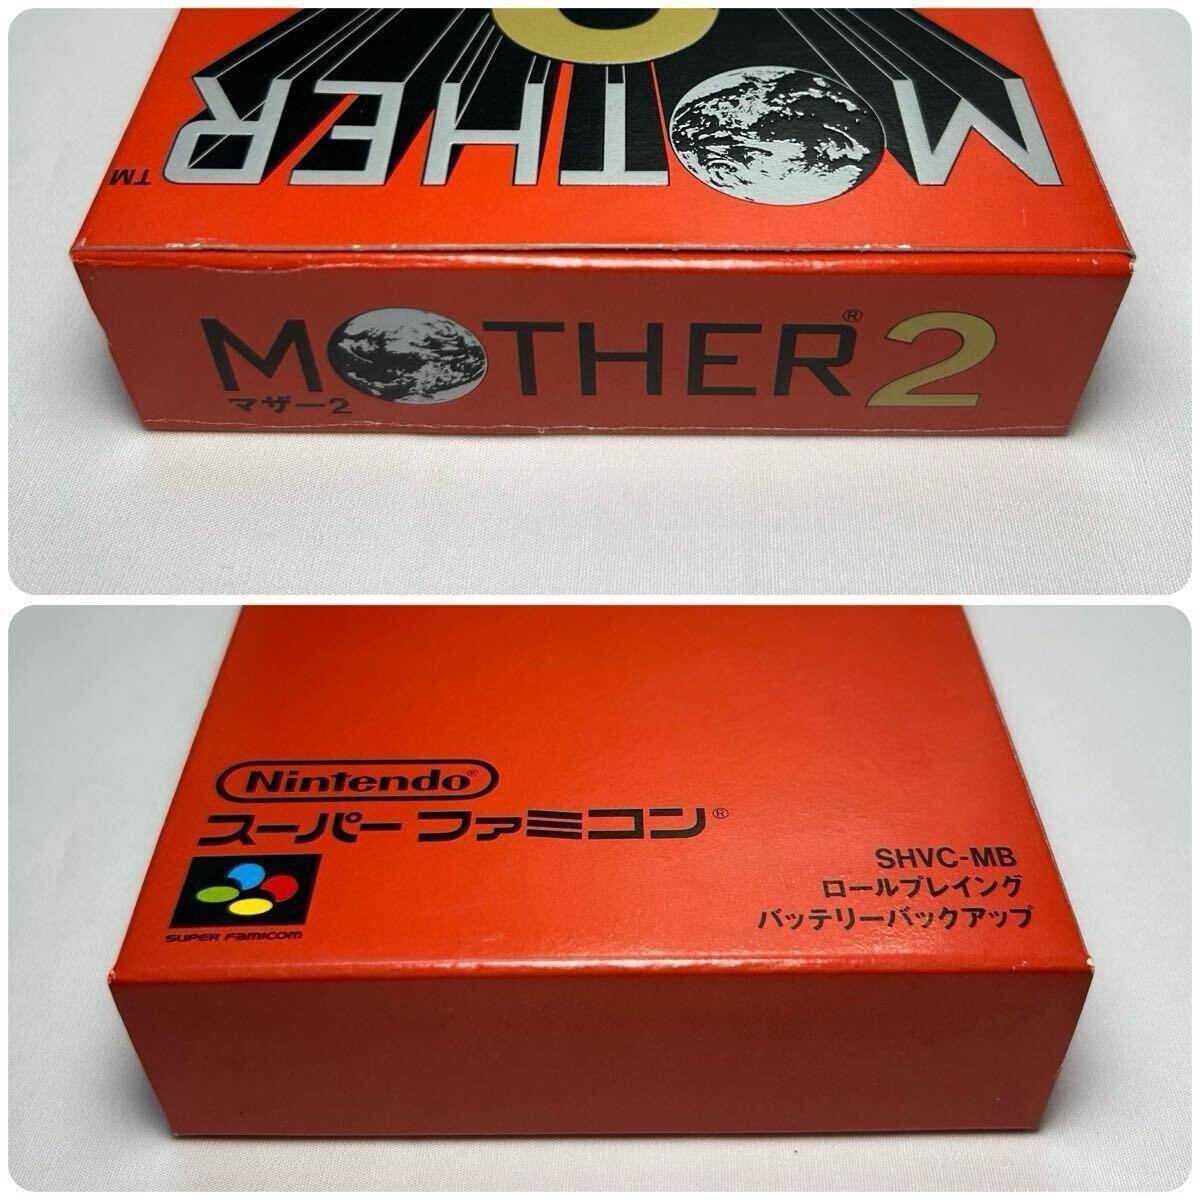 MOTHER
TM
MOTHER® 2
マザー2
Nintendo®
スーパーファミコン®
SUPER FAMICOM
SHVC-MB
ロールプレイング
バッテリーバックアップ